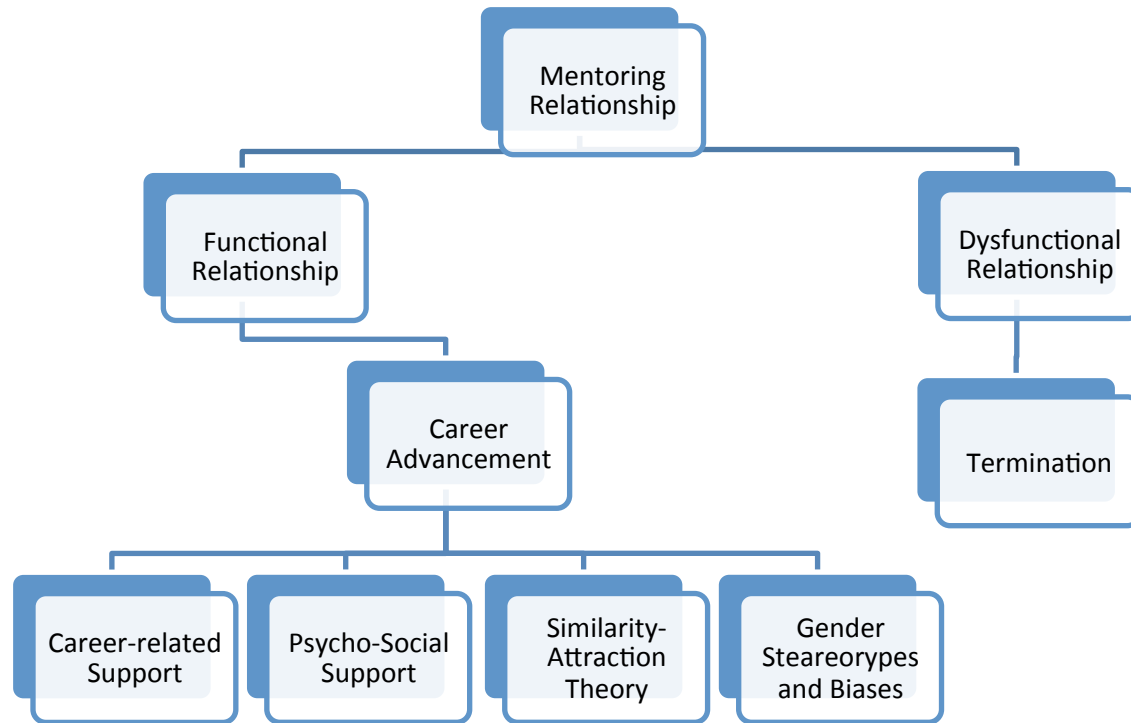 Mentoring
Relationship
Functional
Relationship
Dysfunctional
Relationship
Career
Advancement
Termination
Career-related
Support
Psycho-Social
Support
Similarity-
Attraction
Theory
Gender
Steareorypes
and Biases